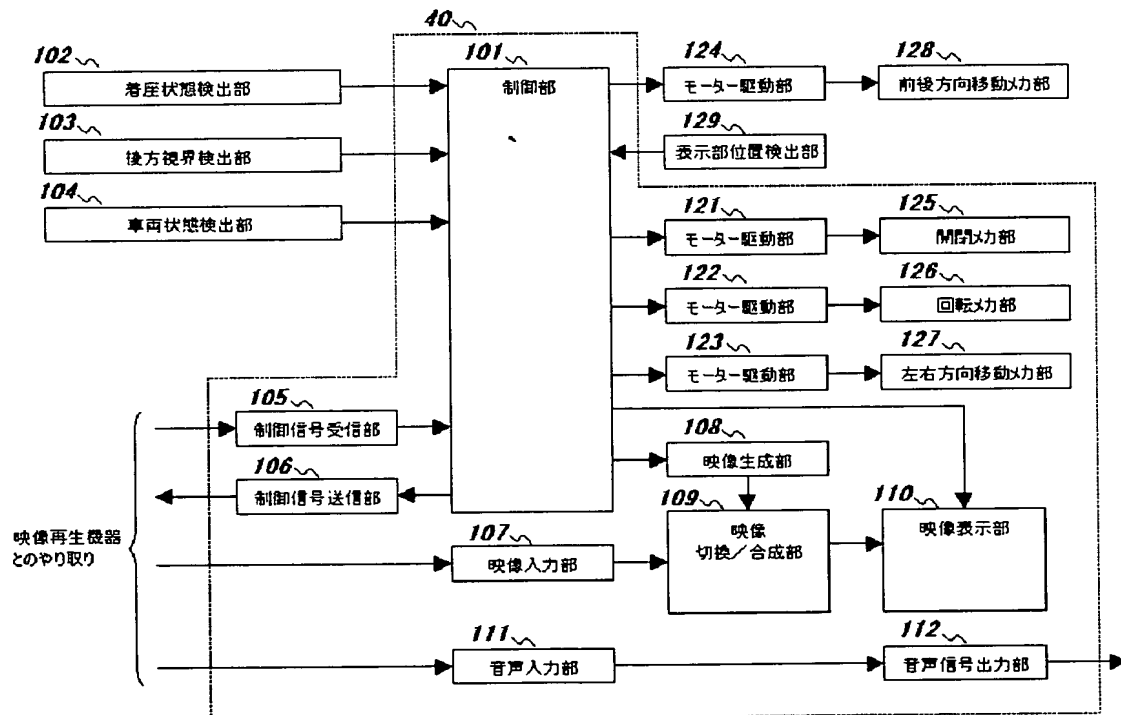 40
102
着座状態検出部
101
制御部
124
モーター駆動部
128
前後方向移動メカ部
103
後方視界検出部
129
表示部位置検出部
104
車両状態検出部
121
モーター駆動部
125
開閉メカ部
122
モーター駆動部
126
回転メカ部
123
モーター駆動部
127
左右方向移動メカ部
105
制御信号受信部
106
制御信号送信部
108
映像生成部
109
映像
切換/合成部
110
映像表示部
映像再生機器
とのやり取り
107
映像入力部
111
音声入力部
112
音声信号出力部